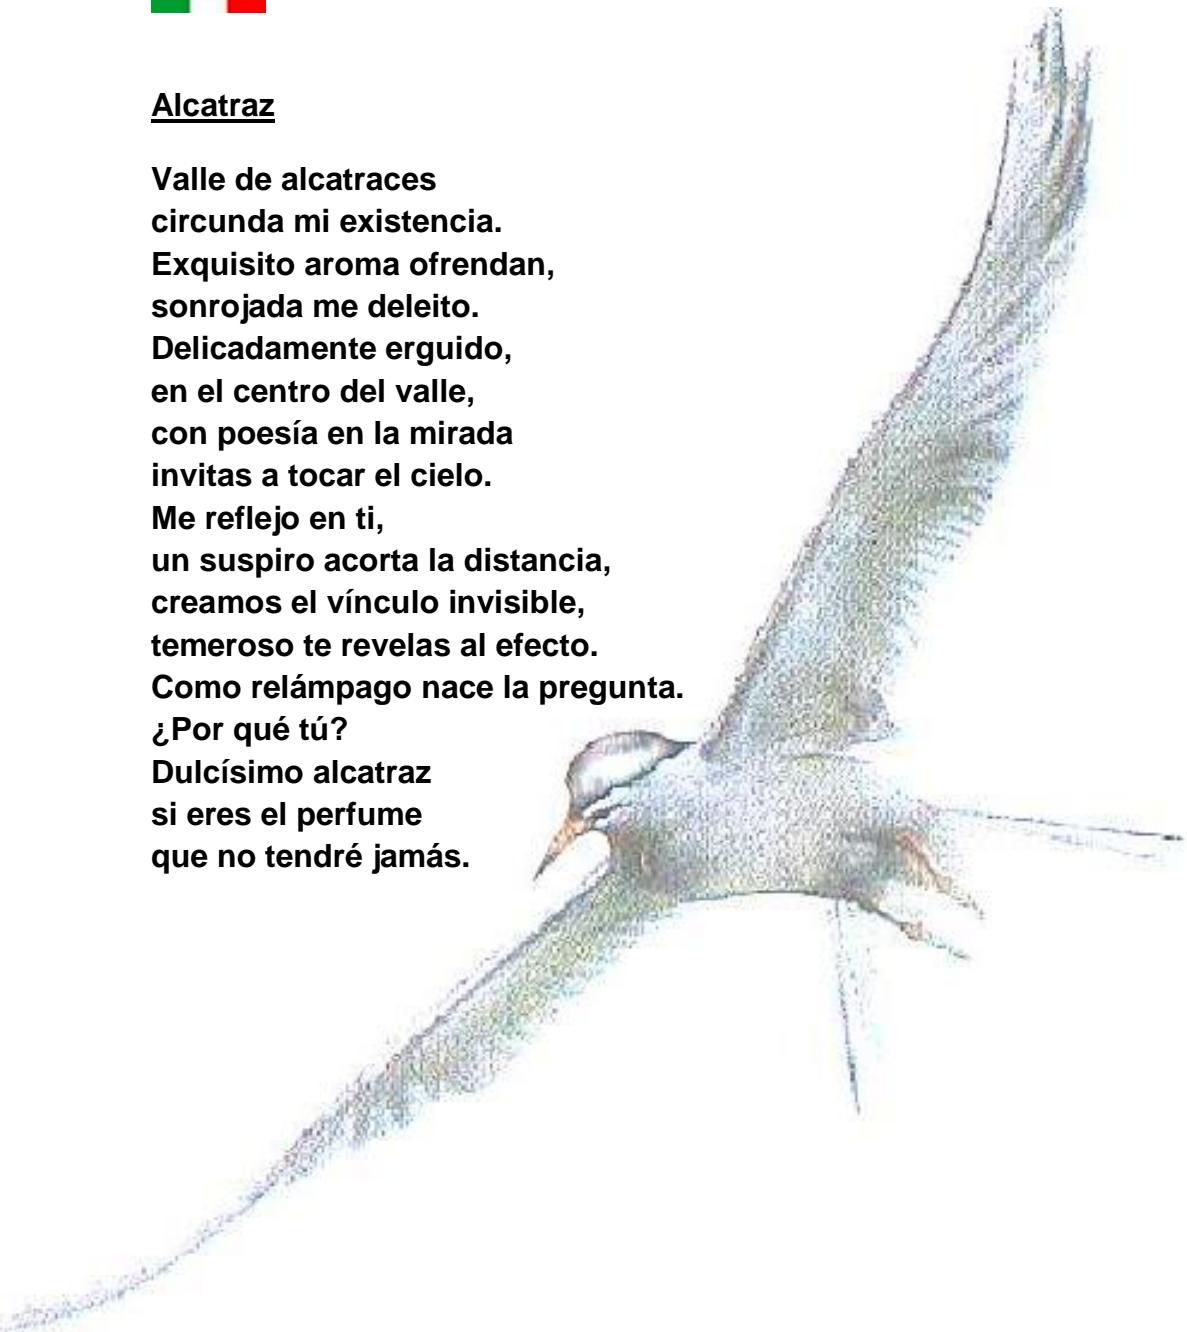 Alcatraz
Valle de alcatraces
circunda mi existencia.
Exquisito aroma ofrendan,
sonrojada me deleito.
Delicadamente erguido,
en el centro del valle,
con poesía en la mirada
invitas a tocar el cielo.
Me reflejo en ti,
un suspiro acorta la distancia,
creamos el vínculo invisible,
temeroso te revelas al efecto.
Como relámpago nace la pregunta.
¿Por qué tú?
Dulcísimo alcatraz
si eres el perfume
que no tendré jamás.